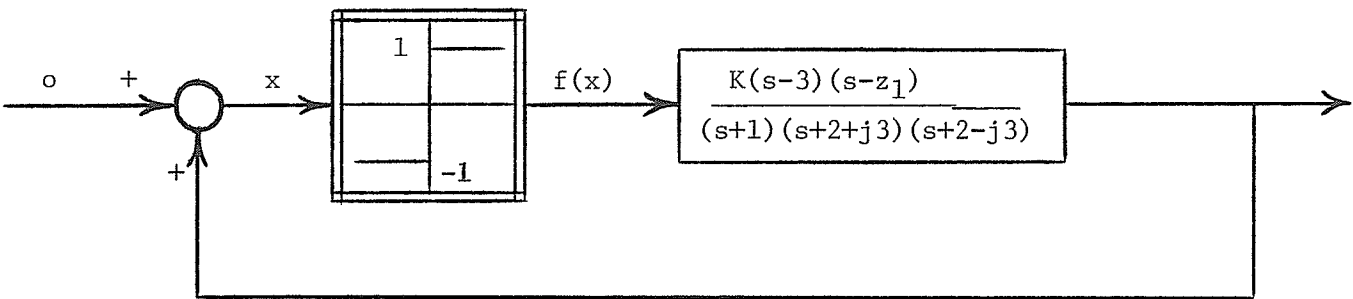 o + x 1 f(x) K(s-3)(s-z1)
(s+1)(s+2+j3)(s+2-j3)
+ -1